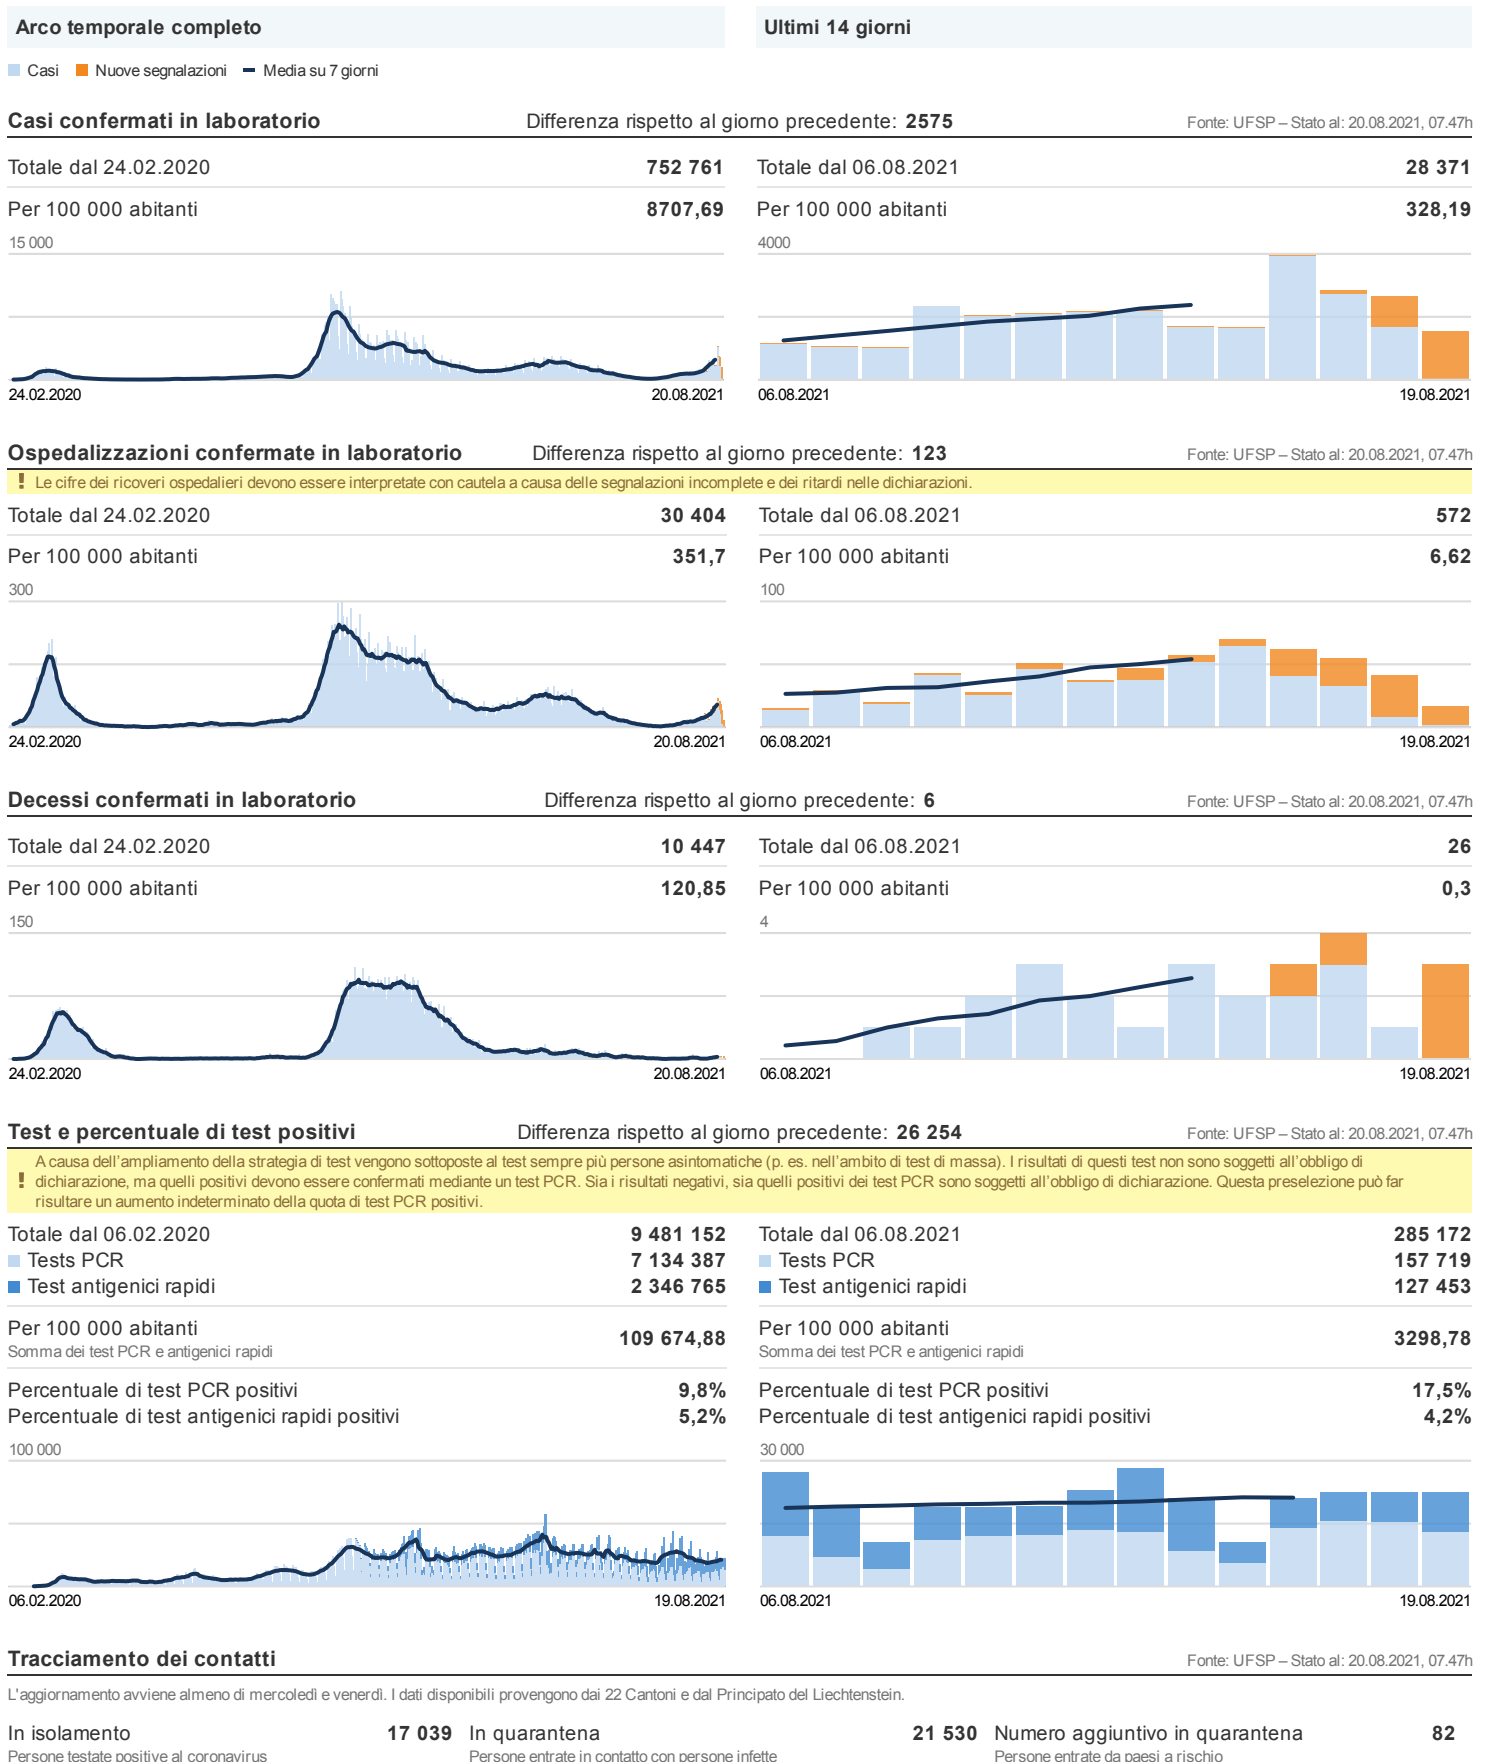 Arco temporale completo
Ultimi 14 giorni
Casi Nuove segnalazioni Media su 7 giorni
Casi confermati in laboratorio Differenza rispetto al giorno precedente: 2575 Fonte: UFSP – Stato al: 20.08.2021, 07.47h
Totale dal 24.02.2020 752 761
Per 100 000 abitanti 8707,69
15 000
24.02.2020 20.08.2021
Totale dal 06.08.2021 28 371
Per 100 000 abitanti 328,19
4000
06.08.2021 19.08.2021
Ospedalizzazioni confermate in laboratorio Differenza rispetto al giorno precedente: 123 Fonte: UFSP – Stato al: 20.08.2021, 07.47h
! Le cifre dei ricoveri ospedalieri devono essere interpretate con cautela a causa delle segnalazioni incomplete e dei ritardi nelle dichiarazioni.
Totale dal 24.02.2020 30 404
Per 100 000 abitanti 351,7
300
24.02.2020 20.08.2021
Totale dal 06.08.2021 572
Per 100 000 abitanti 6,62
100
06.08.2021 19.08.2021
Decessi confermati in laboratorio Differenza rispetto al giorno precedente: 6 Fonte: UFSP – Stato al: 20.08.2021, 07.47h
Totale dal 24.02.2020 10 447
Per 100 000 abitanti 120,85
150
24.02.2020 20.08.2021
Totale dal 06.08.2021 26
Per 100 000 abitanti 0,3
4
06.08.2021 19.08.2021
Test e percentuale di test positivi Differenza rispetto al giorno precedente: 26 254 Fonte: UFSP – Stato al: 20.08.2021, 07.47h
A causa dell'ampliamento della strategia di test vengono sottoposte al test sempre più persone asintomatiche (p. es. nell'ambito di test di massa). I risultati di questi test non sono soggetti all'obbligo di
! dichiarazione, ma quelli positivi devono essere confermati mediante un test PCR. Sia i risultati negativi, sia quelli positivi dei test PCR sono soggetti all'obbligo di dichiarazione. Questa preselezione può far
risultare un aumento indeterminato della quota di test PCR positivi.
Totale dal 06.02.2020 9 481 152
Tests PCR 7 134 387
Test antigenici rapidi 2 346 765
Per 100 000 abitanti 109 674,88
Somma dei test PCR e antigenici rapidi
Percentuale di test PCR positivi 9,8%
Percentuale di test antigenici rapidi positivi 5,2%
100 000
06.02.2020 19.08.2021
Totale dal 06.08.2021 285 172
Tests PCR 157 719
Test antigenici rapidi 127 453
Per 100 000 abitanti 3298,78
Somma dei test PCR e antigenici rapidi
Percentuale di test PCR positivi 17,5%
Percentuale di test antigenici rapidi positivi 4,2%
30 000
06.08.2021 19.08.2021
Tracciamento dei contatti Fonte: UFSP – Stato al: 20.08.2021, 07.47h
L'aggiornamento avviene almeno di mercoledì e venerdì. I dati disponibili provengono dai 22 Cantoni e dal Principato del Liechtenstein.
In isolamento 17 039 In quarantena 21 530 Numero aggiuntivo in quarantena 82
Persone testate positive al coronavirus Persone entrate in contatto con persone infette Persone entrate da paesi a rischio